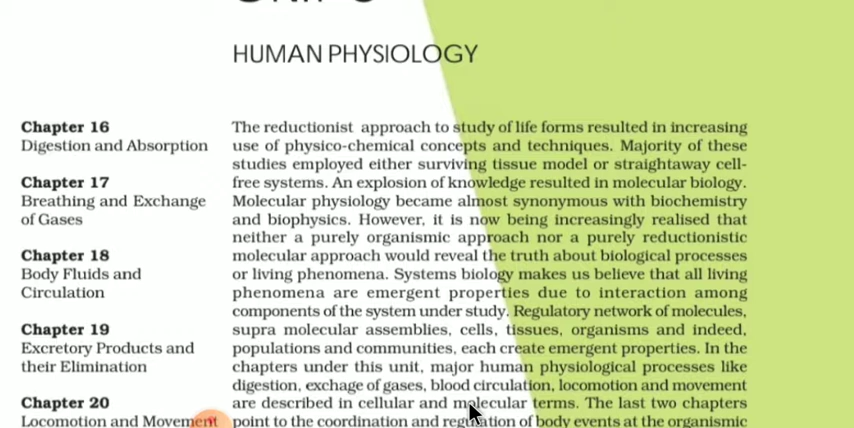 HUMAN PHYSIOLOGY
Chapter 16
Digestion and Absorption
Chapter 17
Breathing and Exchange
of Gases
Chapter 18
Body Fluids and
Circulation
Chapter 19
Excretory Products and
their Elimination
Chapter 20
Locomotion and Movement
The reductionist approach to study of life forms resulted in increasing
use of physico-chemical concepts and techniques. Majority of these
studies employed either surviving tissue model or straightaway cell-
free systems. An explosion of knowledge resulted in molecular biology.
Molecular physiology became almost synonymous with biochemistry
and biophysics. However, it is now being increasingly realised that
neither a purely organismic approach nor a purely reductionistic
molecular approach would reveal the truth about biological processes
or living phenomena. Systems biology makes us believe that all living
phenomena are emergent properties due to interaction among
components of the system under study. Regulatory network of molecules,
supra molecular assemblies, cells, tissues, organisms and indeed,
populations and communities, each create emergent properties. In the
chapters under this unit, major human physiological processes like
digestion, exchage of gases, blood circulation, locomotion and movement
are described in cellular and molecular terms. The last two chapters
point to the coordination and regulation of body events at the organismic